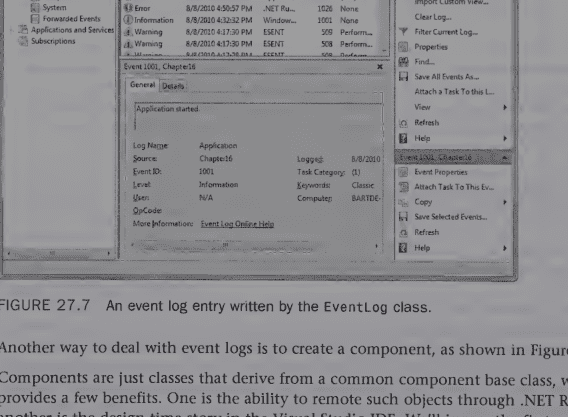 System
Forwarded Events
Applications and Services
Subscriptions
Error 8/8/2010 4:50:57 PM .NET Ru... 1026 None
Information 8/8/2010 4:32:32 PM Window... 1001 None
Warning 8/8/2010 4:17:30 PM ESENT 509 Perform...
Warning 8/8/2010 4:17:30 PM ESENT 508 Perform...
Event 1001, Chapter16
General Details
Application started.
Log Name: Application
Source: Chapter16 Logged: 8/8/2010
Event ID: 1001 Task Category: (1)
Level: Information Keywords: Classic
User: N/A Computer: BARTDE-
OpCode:
More Information: Event Log Online Help
Import Custom View...
Clear Log...
Filter Current Log...
Properties
Find...
Save All Events As...
Attach a Task To this L...
View
Refresh
Help
Event 1001, Chapter16
Event Properties
Attach Task To This Ev...
Copy
Save Selected Events...
Refresh
Help
FIGURE 27.7 An event log entry written by the EventLog class.
Another way to deal with event logs is to create a component, as shown in Figur
Components are just classes that derive from a common component base class, w
provides a few benefits. One is the ability to remote such objects through .NET R